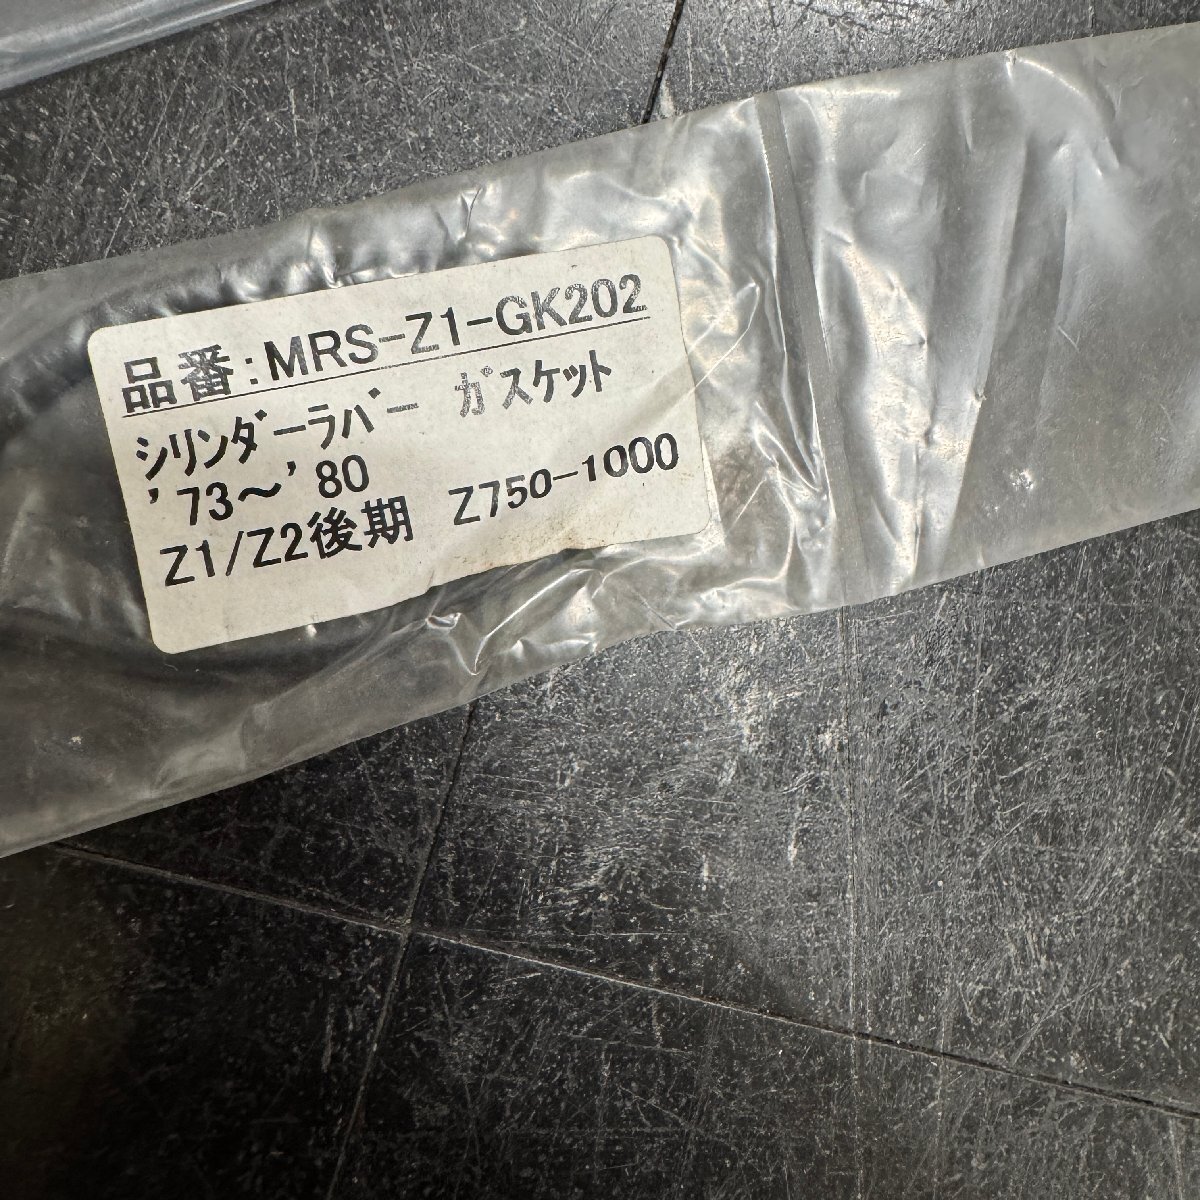 品番:MRS-Z1-GK202
シリンダーラバー ガスケット
'73～'80
Z1/Z2後期 Z750-1000